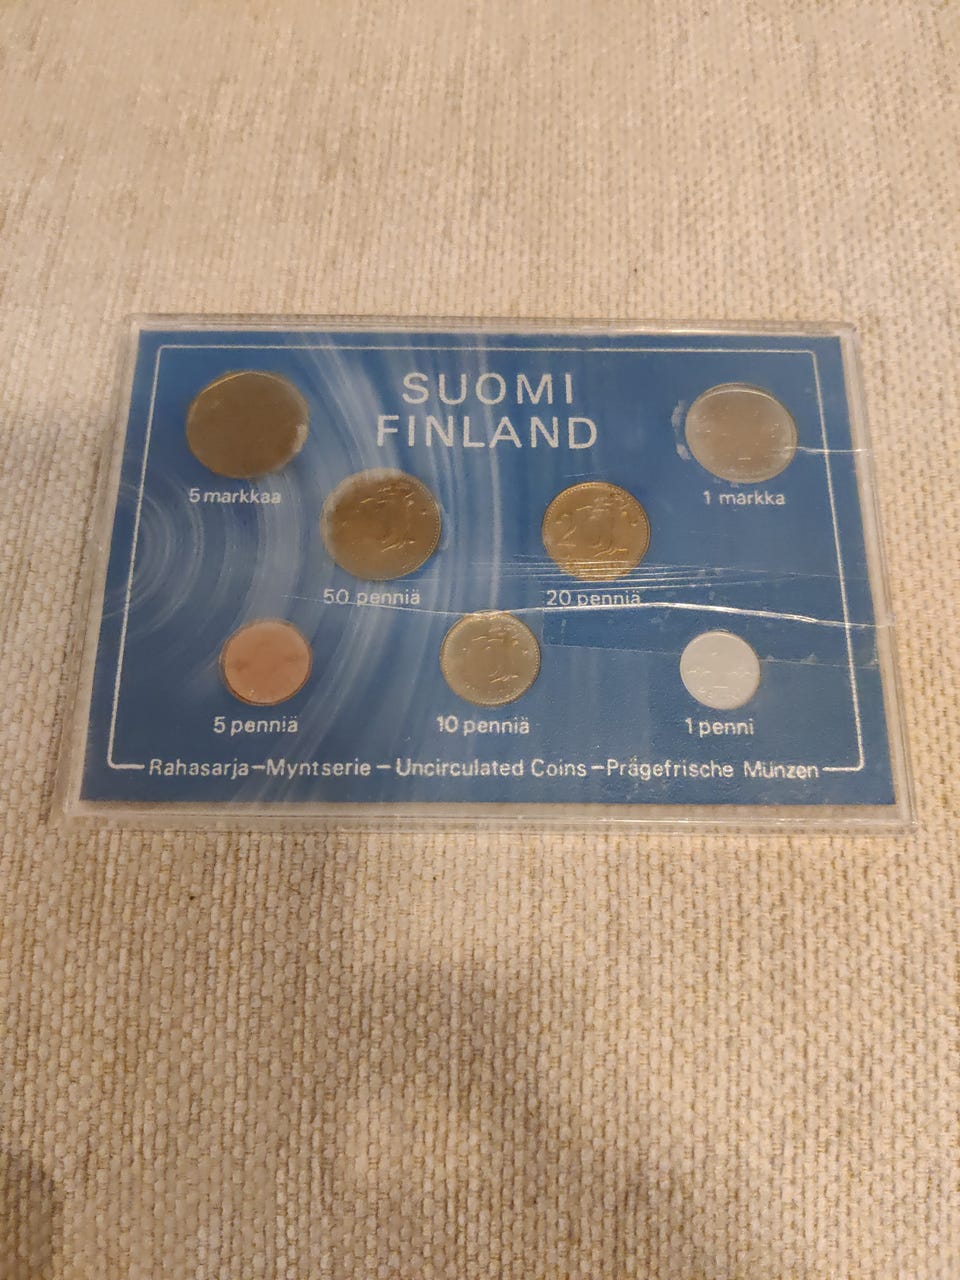 SUOMI
FINLAND
5 markkaa
1 markka
50 penniä
20 penniä
5 penniä
10 penniä
1 penni
Rahasarja-Myntserie-Uncirculated Coins-Prägefrische Münzen